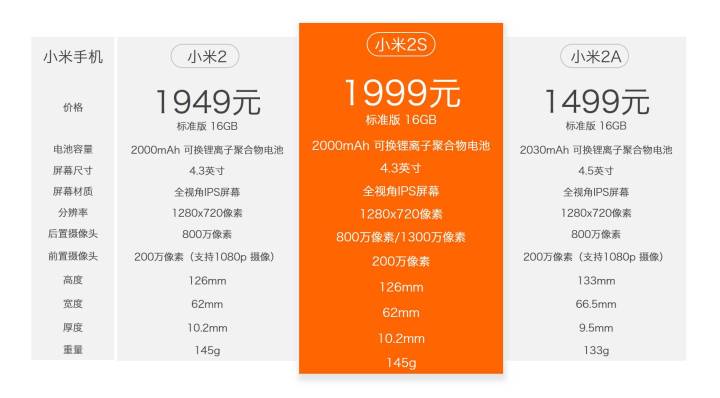 小米手机 小米2 小米2S 小米2A
价格 1949元 1999元 1499元
标准版 16GB 标准版 16GB 标准版 16GB
电池容量 2000mAh 可换锂离子聚合物电池 2000mAh 可换锂离子聚合物电池 2030mAh 可换锂离子聚合物电池
屏幕尺寸 4.3英寸 4.3英寸 4.5英寸
屏幕材质 全视角IPS屏幕 全视角IPS屏幕 全视角IPS屏幕
分辨率 1280x720像素 1280x720像素 1280x720像素
后置摄像头 800万像素 800万像素/1300万像素 800万像素
前置摄像头 200万像素（支持1080p 摄像） 200万像素 200万像素（支持1080p 摄像）
高度 126mm 126mm 133mm
宽度 62mm 62mm 66.5mm
厚度 10.2mm 10.2mm 9.5mm
重量 145g 145g 133g